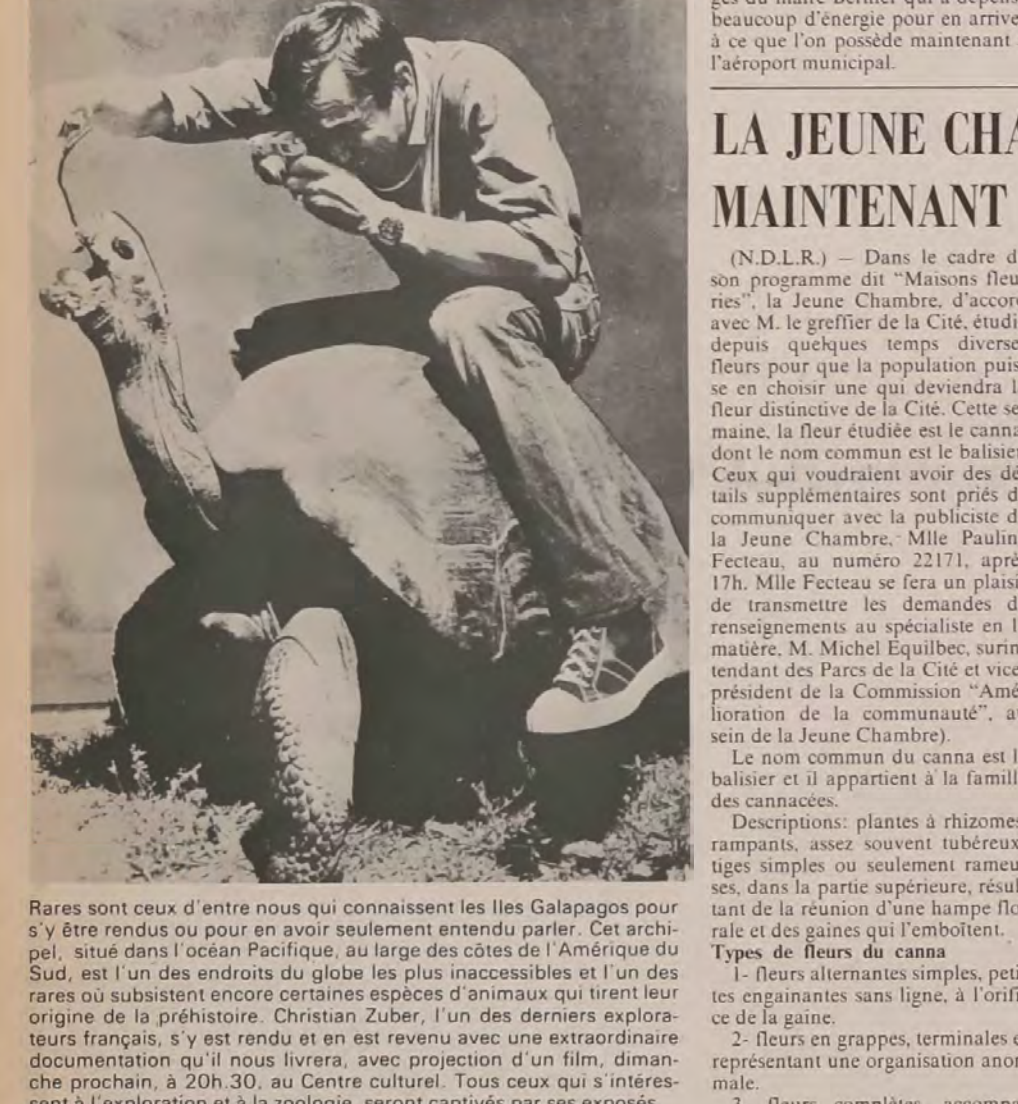 Rares sont ceux d'entre nous qui connaissent les Iles Galapagos pour
s'y être rendus ou pour en avoir seulement entendu parler. Cet archi-
pel, situé dans l'océan Pacifique, au large des côtes de l'Amérique du
Sud, est l'un des endroits du globe les plus inaccessibles et l'un des
rares où subsistent encore certaines espèces d'animaux qui tirent leur
origine de la préhistoire. Christian Zuber, l'un des derniers explora-
teurs français, s'y est rendu et en est revenu avec une extraordinaire
documentation qu'il nous livrera, avec projection d'un film, diman-
che prochain, à 20h.30, au Centre culturel. Tous ceux qui s'intéres-
sent à l'exploration et à la zoologie, seront captivés par ses exposés.
beaucoup d'énergie pour en arrive
à ce que l'on possède maintenant
l'aéroport municipal.
LA JEUNE CHA
MAINTENANT
(N.D.L.R.) — Dans le cadre d
son programme dit "Maisons fleu
ries", la Jeune Chambre, d'accor
avec M. le greffier de la Cité, étudi
depuis quelques temps diverse
fleurs pour que la population puis
se en choisir une qui deviendra l
fleur distinctive de la Cité. Cette se
maine, la fleur étudiée est le canna
dont le nom commun est le balisier
Ceux qui voudraient avoir des dé
tails supplémentaires sont priés d
communiquer avec la publiciste d
la Jeune Chambre, Mlle Paulin
Fecteau, au numéro 22171, aprè
17h. Mlle Fecteau se fera un plaisi
de transmettre les demandes d
renseignements au spécialiste en l
matière, M. Michel Equilbec, surin
tendant des Parcs de la Cité et vice
président de la Commission "Amé
lioration de la communauté", a
sein de la Jeune Chambre).
Le nom commun du canna est l
balisier et il appartient à la famill
des cannacées.
Descriptions: plantes à rhizomes
rampants, assez souvent tubéreux
tiges simples ou seulement rameu
ses, dans la partie supérieure, résul
tant de la réunion d'une hampe flo
rale et des gaines qui l'emboîtent.
Types de fleurs du canna
1- fleurs alternantes simples, peti
tes engainantes sans ligne, à l'orifi
ce de la gaine.
2- fleurs en grappes, terminales e
représentant une organisation anor
male.